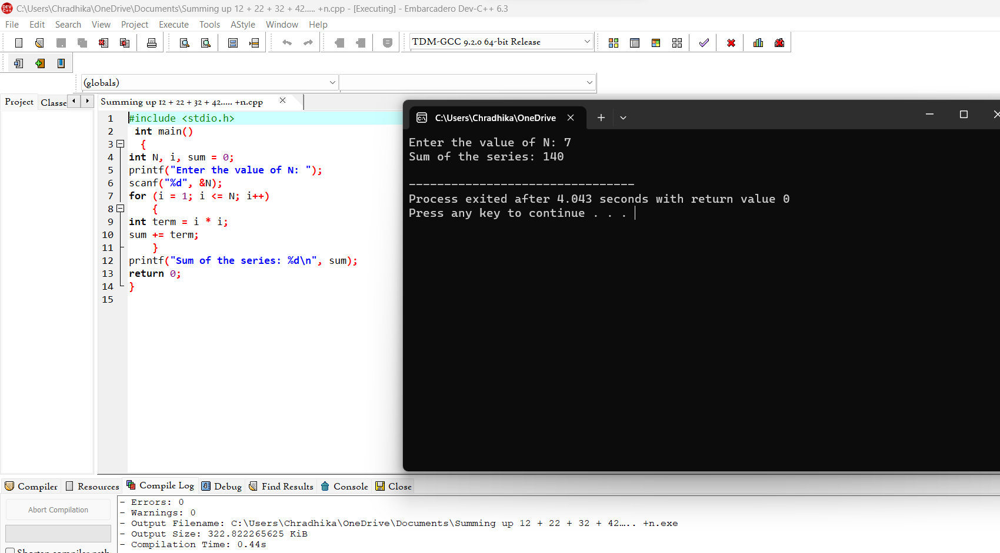 C:\Users\Chradhika\OneDrive\Documents\Summing up 12 + 22 + 32 + 42..... +n.cpp - [Executing] - Embarcadero Dev-C++ 6.3
File Edit Search View Project Execute Tools AStyle Window Help
TDM-GCC 9.2.0 64-bit Release
(globals)
Project Classe
Summing up 12 + 22 + 32 + 42..... +n.cpp
1 #include <stdio.h>
2 int main()
3 {
4 int N, i, sum = 0;
5 printf("Enter the value of N: ");
6 scanf("%d", &N);
7 for (i = 1; i <= N; i++)
8 {
9 int term = i * i;
10 sum += term;
11 }
12 printf("Sum of the series: %d\n", sum);
13 return 0;
14 }
15
C:\Users\Chradhika\OneDrive
Enter the value of N: 7
Sum of the series: 140
--------------------------------
Process exited after 4.043 seconds with return value 0
Press any key to continue . . .
Compiler Resources Compile Log Debug Find Results Console Close
Abort Compilation
- Errors: 0
- Warnings: 0
- Output Filename: C:\Users\Chradhika\OneDrive\Documents\Summing up 12 + 22 + 32 + 42..... +n.exe
- Output Size: 322.822265625 KiB
- Compilation Time: 0.44s
Shorten compiler path